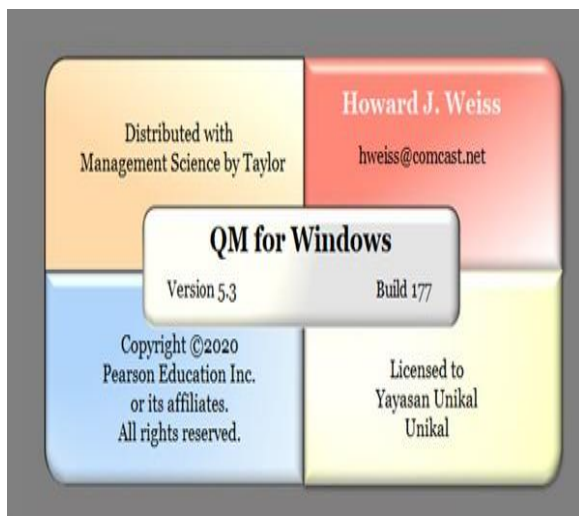 Distributed with
Management Science by Taylor
Howard J. Weiss
hweiss@comcast.net
QM for Windows
Version 5.3 Build 177
Copyright ©2020
Pearson Education Inc.
or its affiliates.
All rights reserved.
Licensed to
Yayasan Unikal
Unikal